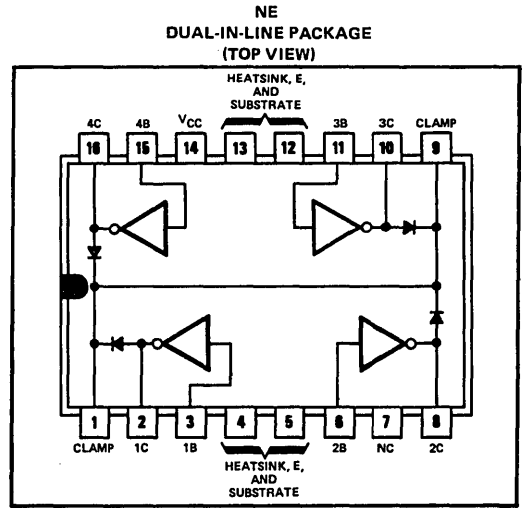 NE
DUAL-IN-LINE PACKAGE
(TOP VIEW)
HEATSINK, E,
AND
SUBSTRATE
4C 4B VCC 3B 3C CLAMP
16 15 14 13 12 11 10 9
1 2 3 4 5 6 7 8
CLAMP 1C 1B 2B NC 2C
HEATSINK, E,
AND
SUBSTRATE